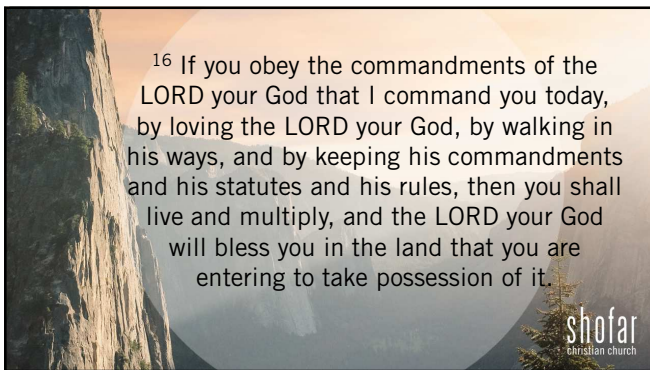 16 If you obey the commandments of the
LORD your God that I command you today,
by loving the LORD your God, by walking in
his ways, and by keeping his commandments
and his statutes and his rules, then you shall
live and multiply, and the LORD your God
will bless you in the land that you are
entering to take possession of it.
shofar
christian church